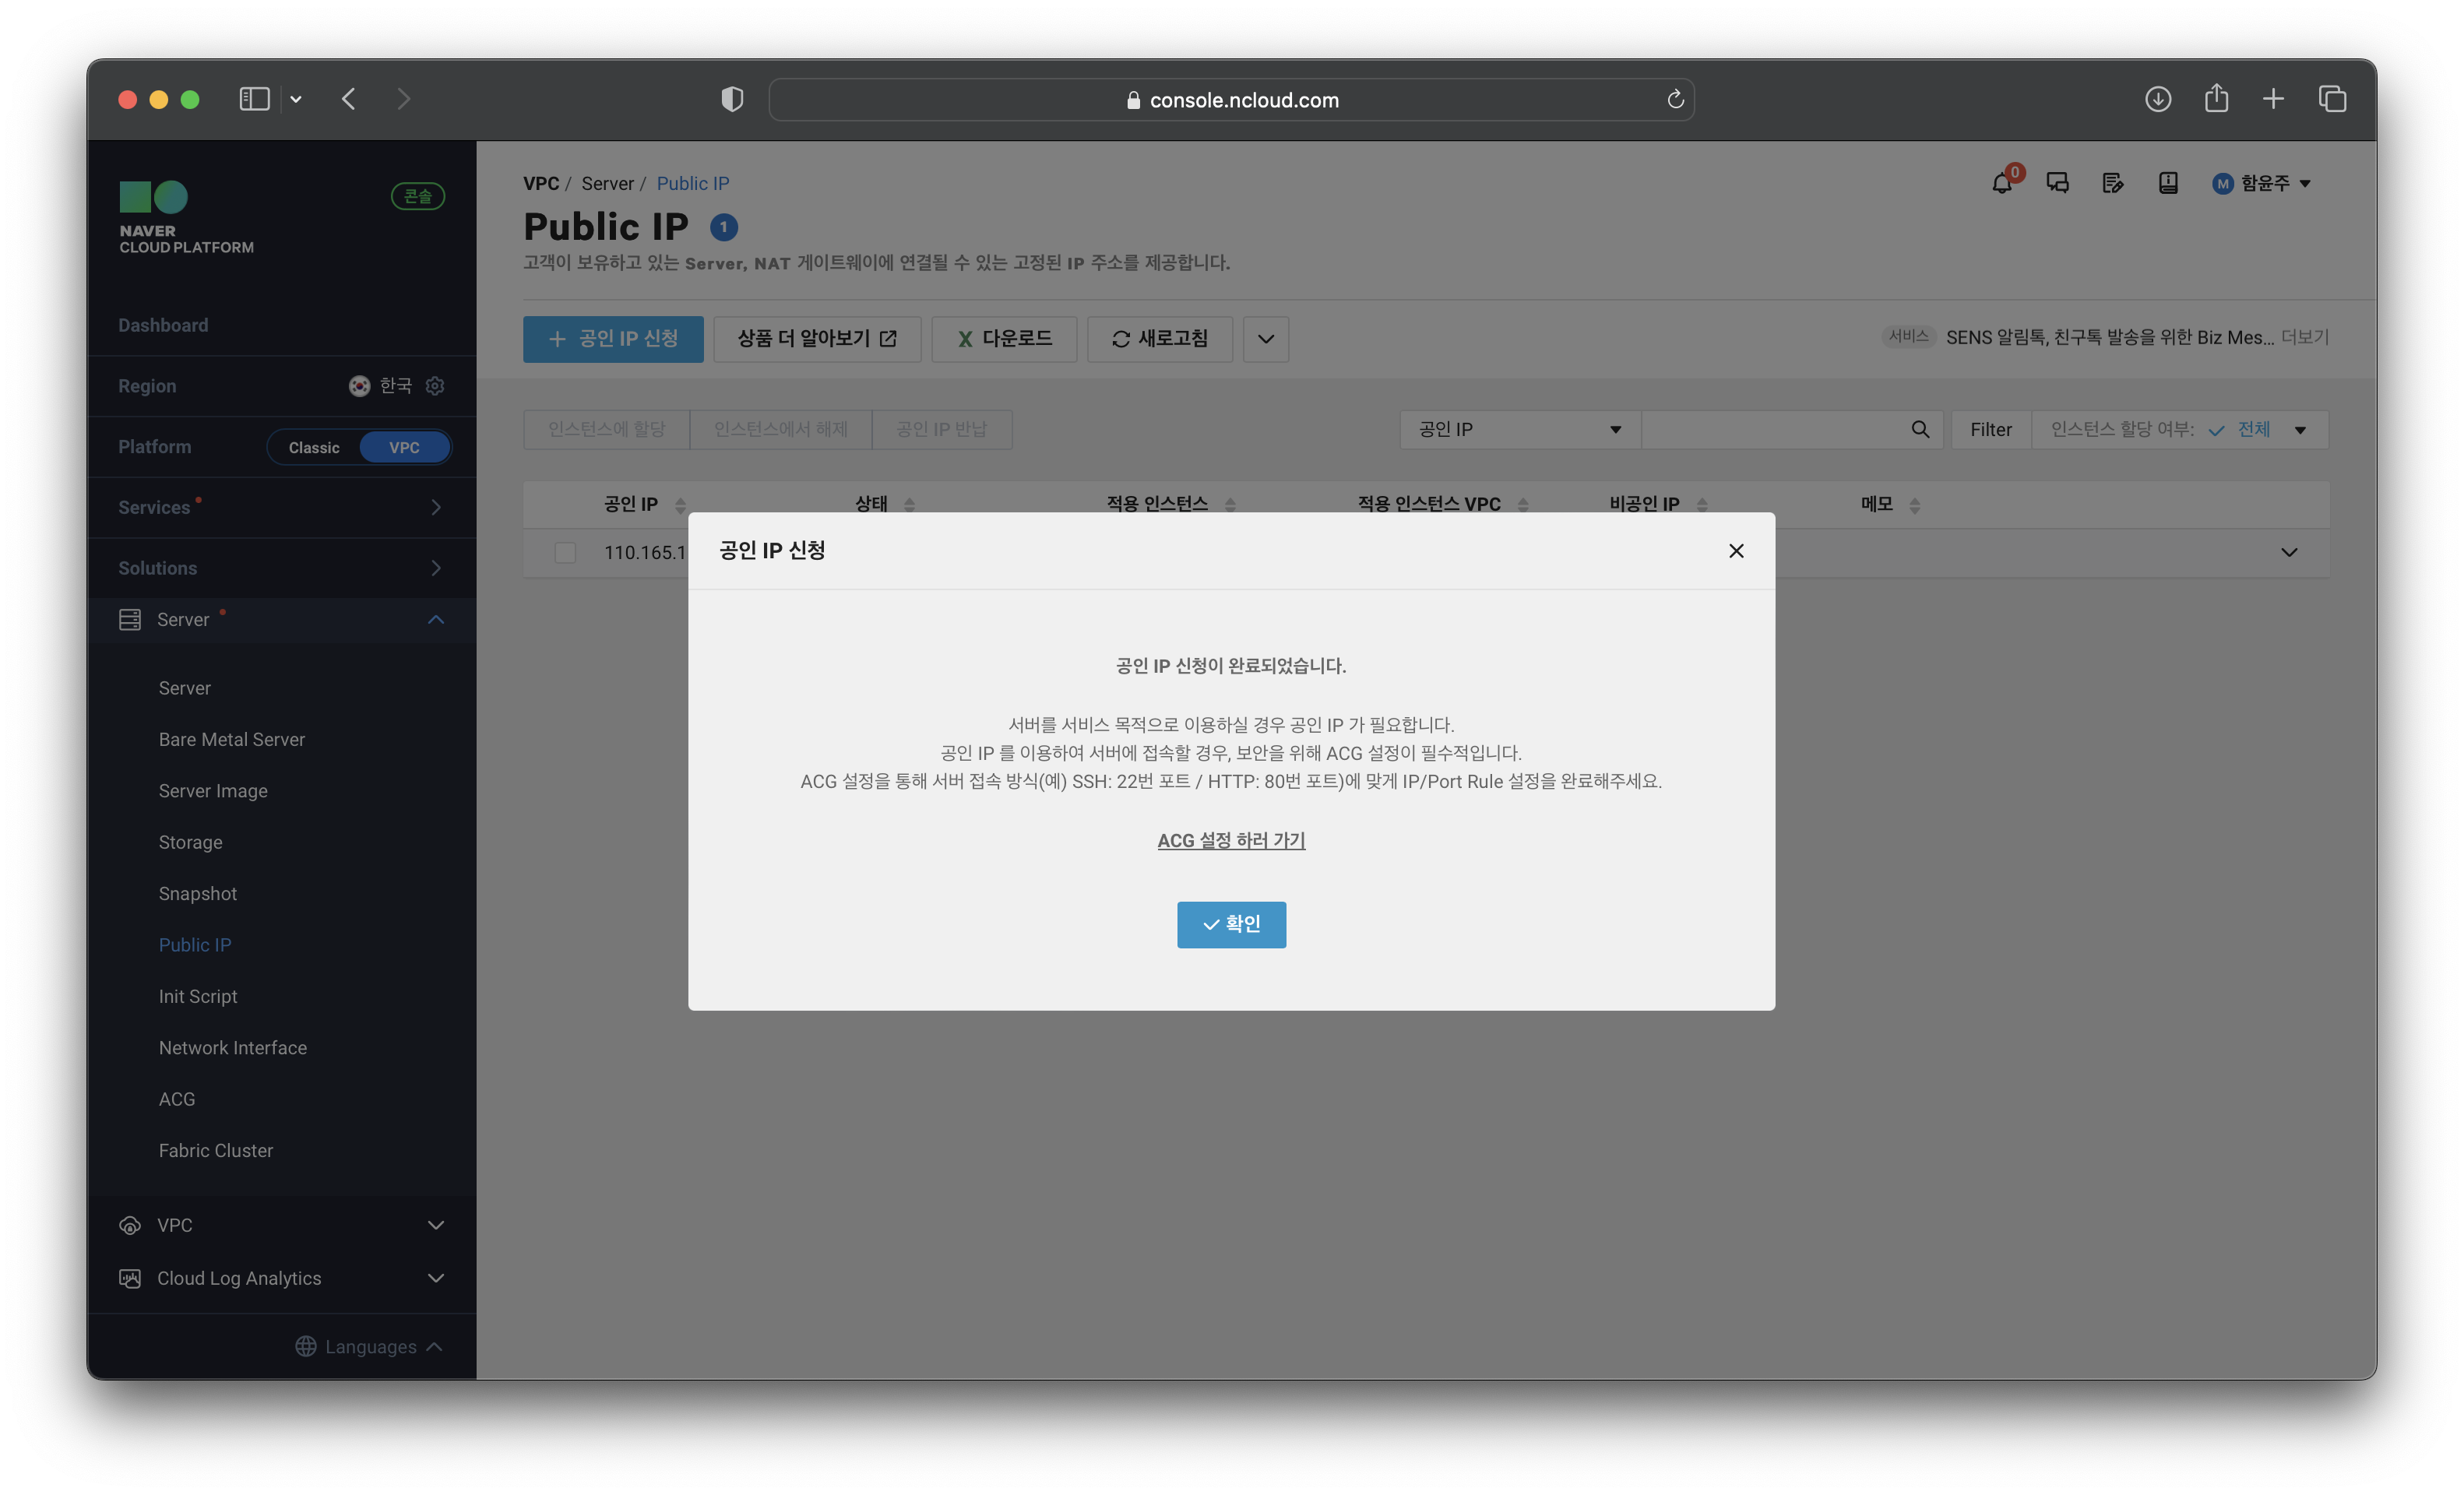 console.ncloud.com
NAVER
CLOUD PLATFORM
콘솔
Dashboard
Region
한국
Platform
Classic
VPC
Services
Solutions
Server
Server
Bare Metal Server
Server Image
Storage
Snapshot
Public IP
Init Script
Network Interface
ACG
Fabric Cluster
VPC
Cloud Log Analytics
Languages
VPC / Server / Public IP
0
M 함윤주
Public IP 1
고객이 보유하고 있는 Server, NAT 게이트웨이에 연결될 수 있는 고정된 IP 주소를 제공합니다.
+ 공인 IP 신청
상품 더 알아보기
X 다운로드
새로고침
서비스 SENS 알림톡, 친구톡 발송을 위한 Biz Mes... 더보기
인스턴스에 할당
인스턴스에서 해제
공인 IP 반납
공인 IP
Filter
인스턴스 할당 여부: 전체
공인 IP 상태 적용 인스턴스 적용 인스턴스 VPC 비공인 IP 메모
110.165.1
공인 IP 신청
공인 IP 신청이 완료되었습니다.
서버를 서비스 목적으로 이용하실 경우 공인 IP 가 필요합니다.
공인 IP 를 이용하여 서버에 접속할 경우, 보안을 위해 ACG 설정이 필수적입니다.
ACG 설정을 통해 서버 접속 방식(예) SSH: 22번 포트 / HTTP: 80번 포트)에 맞게 IP/Port Rule 설정을 완료해주세요.
ACG 설정 하러 가기
확인